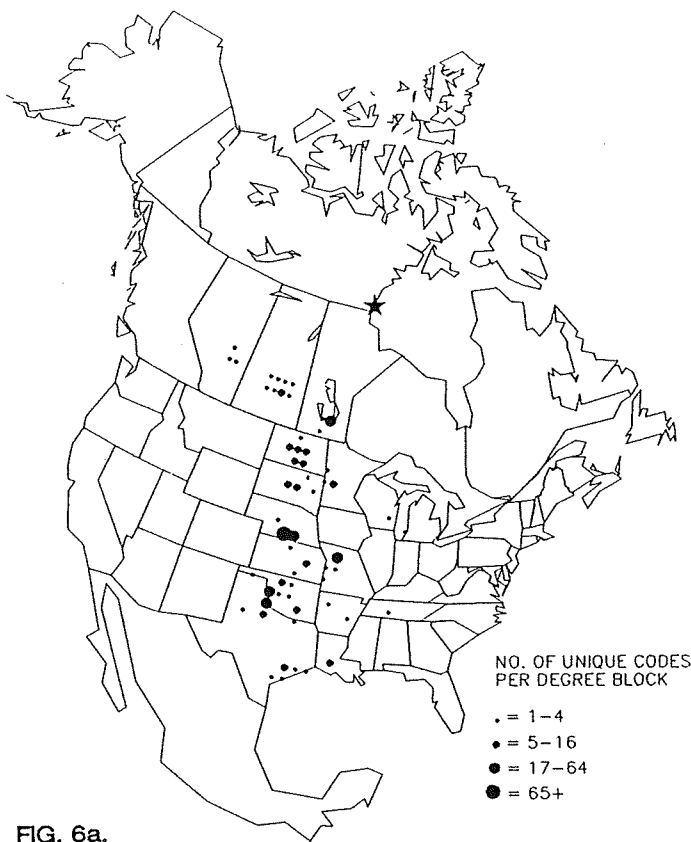 NO. OF UNIQUE CODES
PER DEGREE BLOCK
= 1-4
= 5-16
= 17-64
= 65+
FIG. 6a.